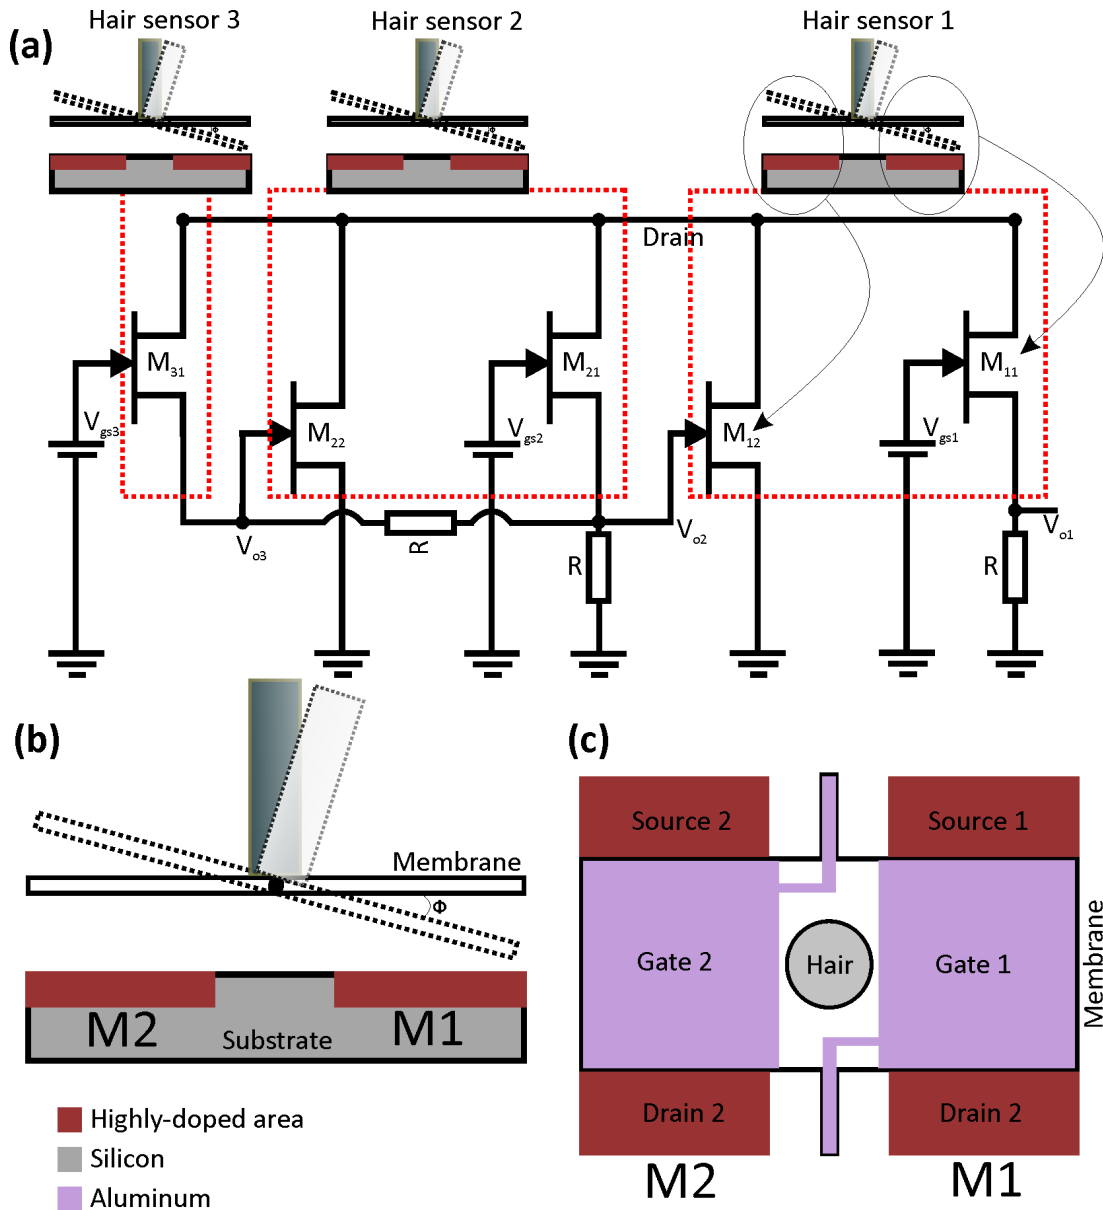 (a)
Hair sensor 3
Hair sensor 2
Hair sensor 1
Φ
Φ
Φ
Drain
M31
M21
M11
Vgs3
M22
Vgs2
M12
Vgs1
Vo3
R
Vo2
Vo1
R
R
(b)
Membrane
Φ
M2
M1
Substrate
Highly-doped area
Silicon
Aluminum
(c)
Source 2
Source 1
Gate 2
Hair
Gate 1
Membrane
Drain 2
Drain 2
M2
M1